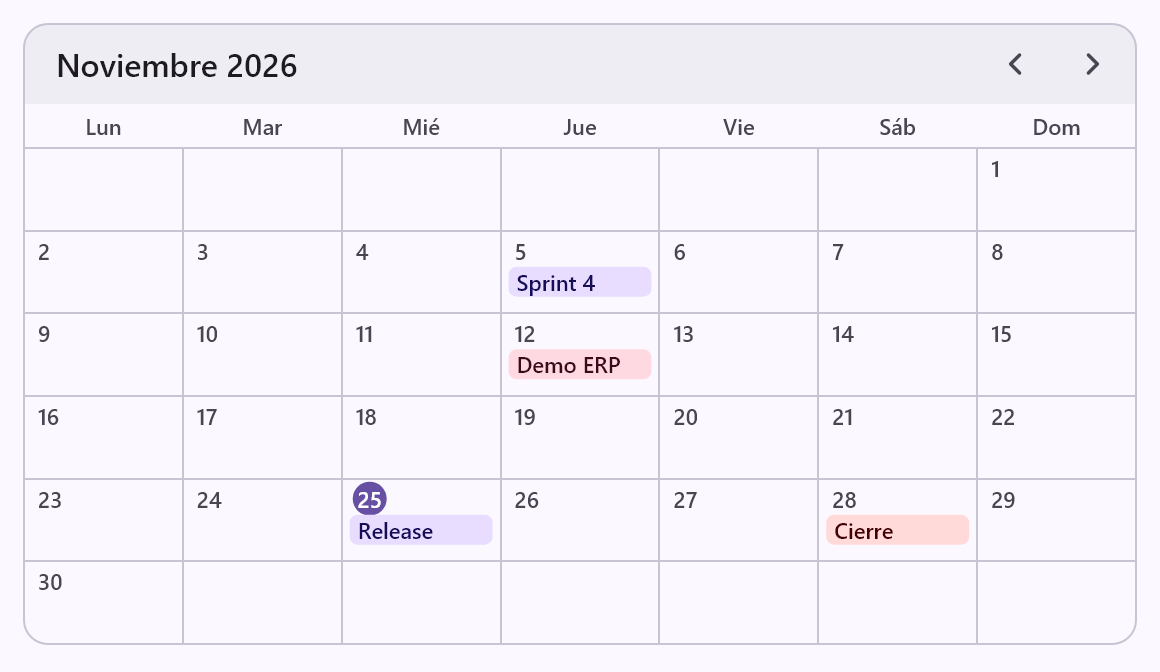 Noviembre 2026
Lun Mar Mié Jue Vie Sáb Dom
1
2 3 4 5 6 7 8
Sprint 4
9 10 11 12 13 14 15
Demo ERP
16 17 18 19 20 21 22
23 24 25 26 27 28 29
Release Cierre
30